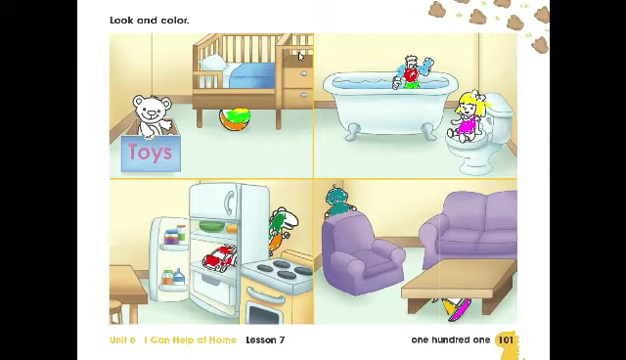 Look and color.
Toys
Unit 6 I Can Help at Home Lesson 7
one hundred one 101